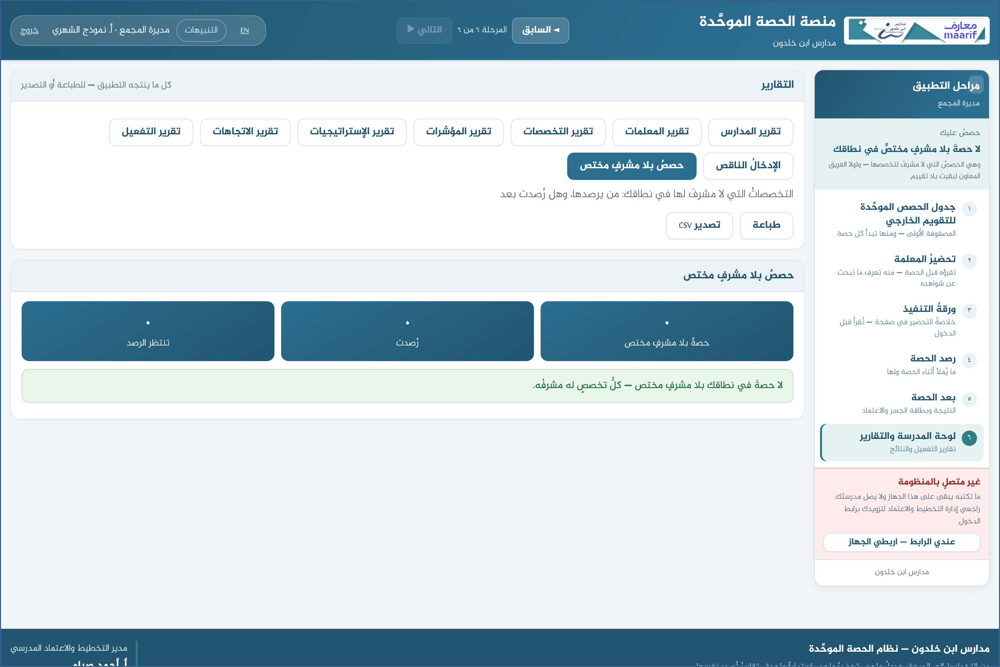 معارف
maarif
مدارس
ابن خلدون
Ibn Khaldun Schools
منصة الحصة الموحَّدة
مدارس ابن خلدون
◄ السابق
المرحلة ٦ من ٦
التالي ◄
EN
التنبيهات
مديرة المجمع · أ. نموذج الشهري
خروج
مراحل التطبيق
مديرة المجمع
حصصٌ عليك
لا حصةَ بلا مشرفٍ مختصٍّ في نطاقك
وهي الحصصُ التي لا مشرفَ لتخصصها — ولولا الفريق
المعاون لبقيت بلا تقييم.
١
جدول الحصص الموحَّدة
للتقويم الخارجي
المصفوفة الأولى — ومنها تبدأ كل حصة
٢
تحضيرُ المعلمة
تقرؤه قبل الحصة — منه تعرف ما تبحث
عن شواهده
٣
ورقةُ التنفيذ
خلاصةُ التحضير في صفحة — تُقرأ قبل
الدخول
٤
رصد الحصة
ما يُملأ أثناء الحصة ولها
٥
بعد الحصة
النتيجة وبطاقة الجسر والاعتماد
٦
لوحة المدرسة والتقارير
تقارير التفعيل والنتائج
غير متصلٍ بالمنظومة
ما تكتبه يبقى على هذا الجهاز ولا يصل مدرستَك.
راجعي إدارة التخطيط والاعتماد لتزويدك برابط
الدخول.
عندي الرابط — اربطي الجهاز
مدارس ابن خلدون
التقارير
كل ما ينتجه التطبيق — للطباعة أو التصدير
تقرير المدارس
تقرير المعلمات
تقرير التخصصات
تقرير المؤشرات
تقرير الإستراتيجيات
تقرير الاتجاهات
تقرير التفعيل
الإدخالُ الناقص
حصصٌ بلا مشرفٍ مختص
التخصصاتُ التي لا مشرفَ لها في نطاقك: من يرصدها، وهل رُصدت بعد
طباعة
تصدير CSV
حصصٌ بلا مشرفٍ مختص
٠
حصةً بلا مشرفٍ مختص
٠
رُصدت
٠
تنتظر الرصد
لا حصةَ في نطاقك بلا مشرفٍ مختص — كلُّ تخصصٍ له مشرفُه.
مدارس ابن خلدون — نظام الحصة الموحَّدة
مدير التخطيط والاعتماد المدرسي
أ. أحمد صيام